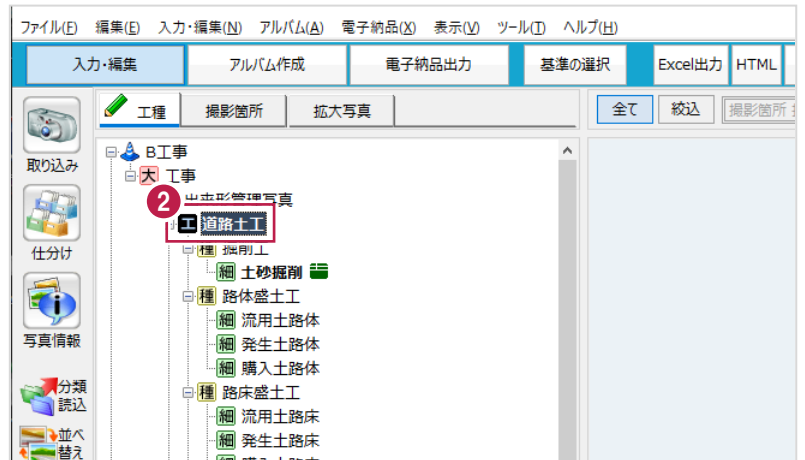 ファイル(F) 編集(E) 入力・編集(N) アルバム(A) 電子納品(X) 表示(V) ツール(T) ヘルプ(H)
入力・編集 アルバム作成 電子納品出力 基準の選択 Excel出力 HTML
工種 撮影箇所 拡大写真 全て 絞込 撮影箇所
取り込み
仕分け
写真情報
分類
読込
並べ
替え
B工事
大 工事
出来形管理写真
2
工 道路土工
種 掘削工
細 土砂掘削
種 路体盛土工
細 流用土路体
細 発生土路体
細 購入土路体
種 路床盛土工
細 流用土路床
細 発生土路床
細 購入土路床